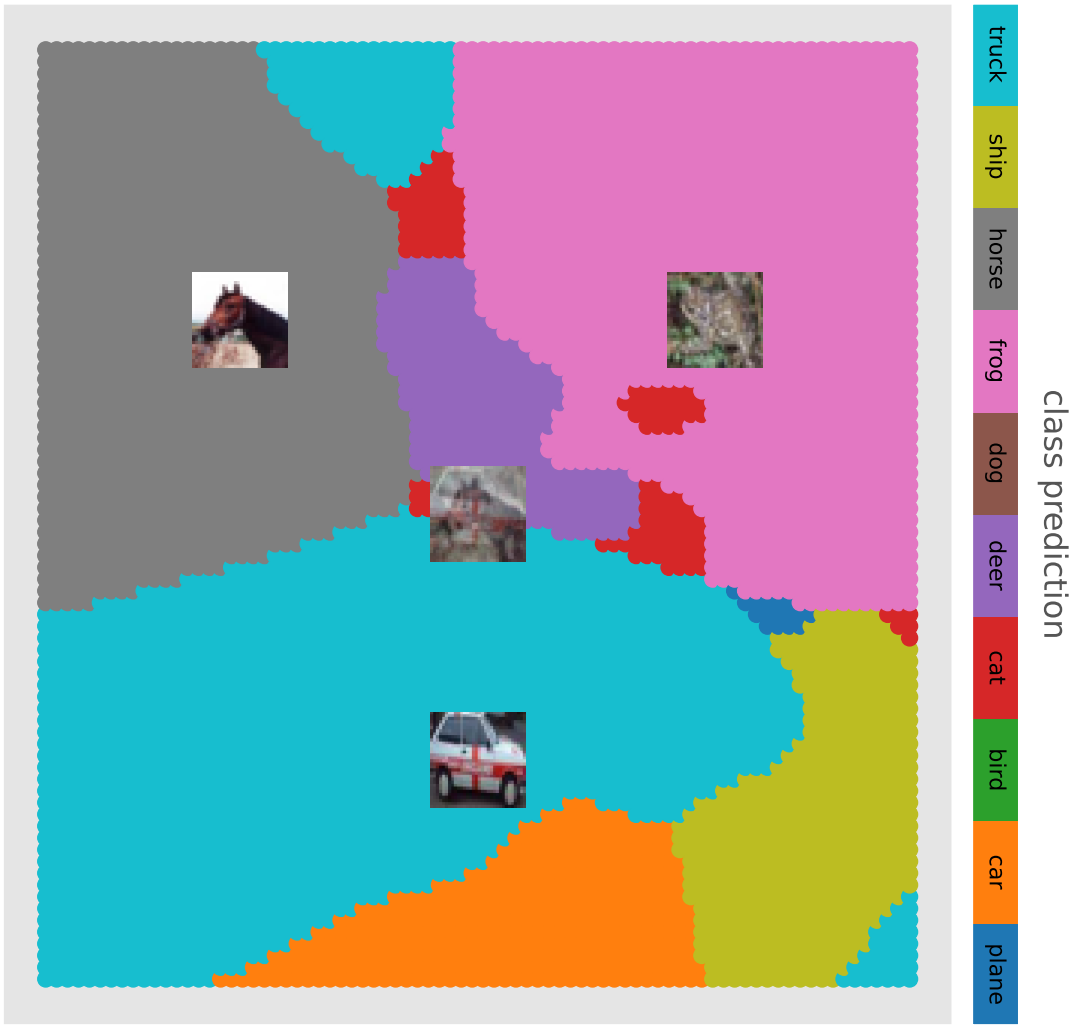 truck
ship
horse
frog
dog
deer
cat
bird
car
plane
class prediction